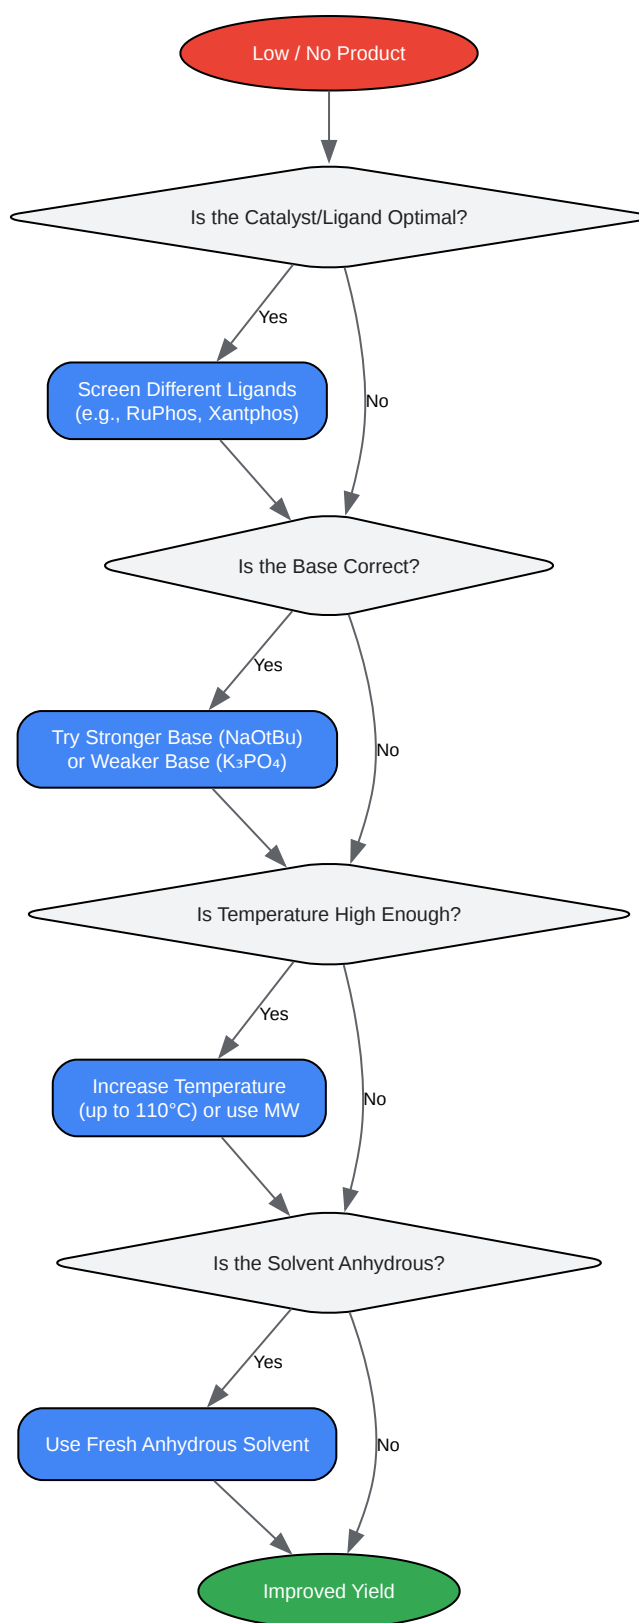 Low / No Product
Is the Catalyst/Ligand Optimal?
Yes
Screen Different Ligands
(e.g., RuPhos, Xantphos)
No
Is the Base Correct?
Yes
Try Stronger Base (NaOtBu)
or Weaker Base (K₃PO₄)
No
Is Temperature High Enough?
Yes
Increase Temperature
(up to 110°C) or use MW
No
Is the Solvent Anhydrous?
Yes
Use Fresh Anhydrous Solvent
No
Improved Yield